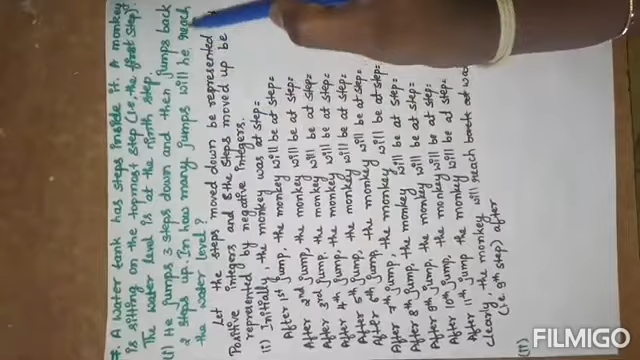 7. A water tank has steps inside it. A monkey
is sitting on the topmost step (i.e., the first step).
The water level is at the ninth step.
(i) He jumps 3 steps down and then jumps back
2 steps up. In how many jumps will he reach
the water level?
Let the steps moved down be represented
Positive integers and the steps moved up be
represented by negative integers.
ii) Initially, the monkey was at step=
After 1st jump, the monkey will be at step=
After 2nd jump, the monkey will be at step=
After 3rd jump, the monkey will be at step=
After 4th jump, the monkey will be at step=
After 5th jump, the monkey will be at step=
After 6th jump, the monkey will be at step=
After 7th jump, the monkey will be at step=
After 8th jump, the monkey will be at step=
After 9th jump, the monkey will be at step=
After 10th jump, the monkey will be at step=
After 11th jump the monkey will be at step=
Clearly the monkey will reach
(i.e. 9th step) after
(ii)
FILMIGO